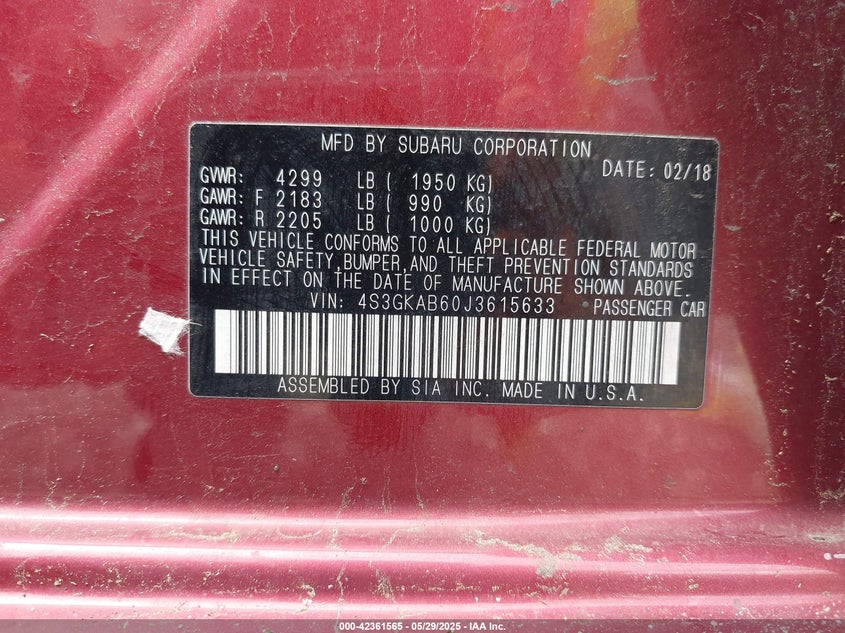 MFD BY SUBARU CORPORATION
DATE: 02/18
GVWR: 4299 LB ( 1950 KG)
GAWR: F 2183 LB ( 990 KG)
GAWR: R 2205 LB ( 1000 KG)
THIS VEHICLE CONFORMS TO ALL APPLICABLE FEDERAL MOTOR
VEHICLE SAFETY,BUMPER,AND THEFT PREVENTION STANDARDS
IN EFFECT ON THE DATE OF MANUFACTURE SHOWN ABOVE.
VIN: 4S3GKAB60J3615633 PASSENGER CAR
ASSEMBLED BY SIA INC. MADE IN U.S.A.
000-42361565 - 05/29/2025 - IAA Inc.